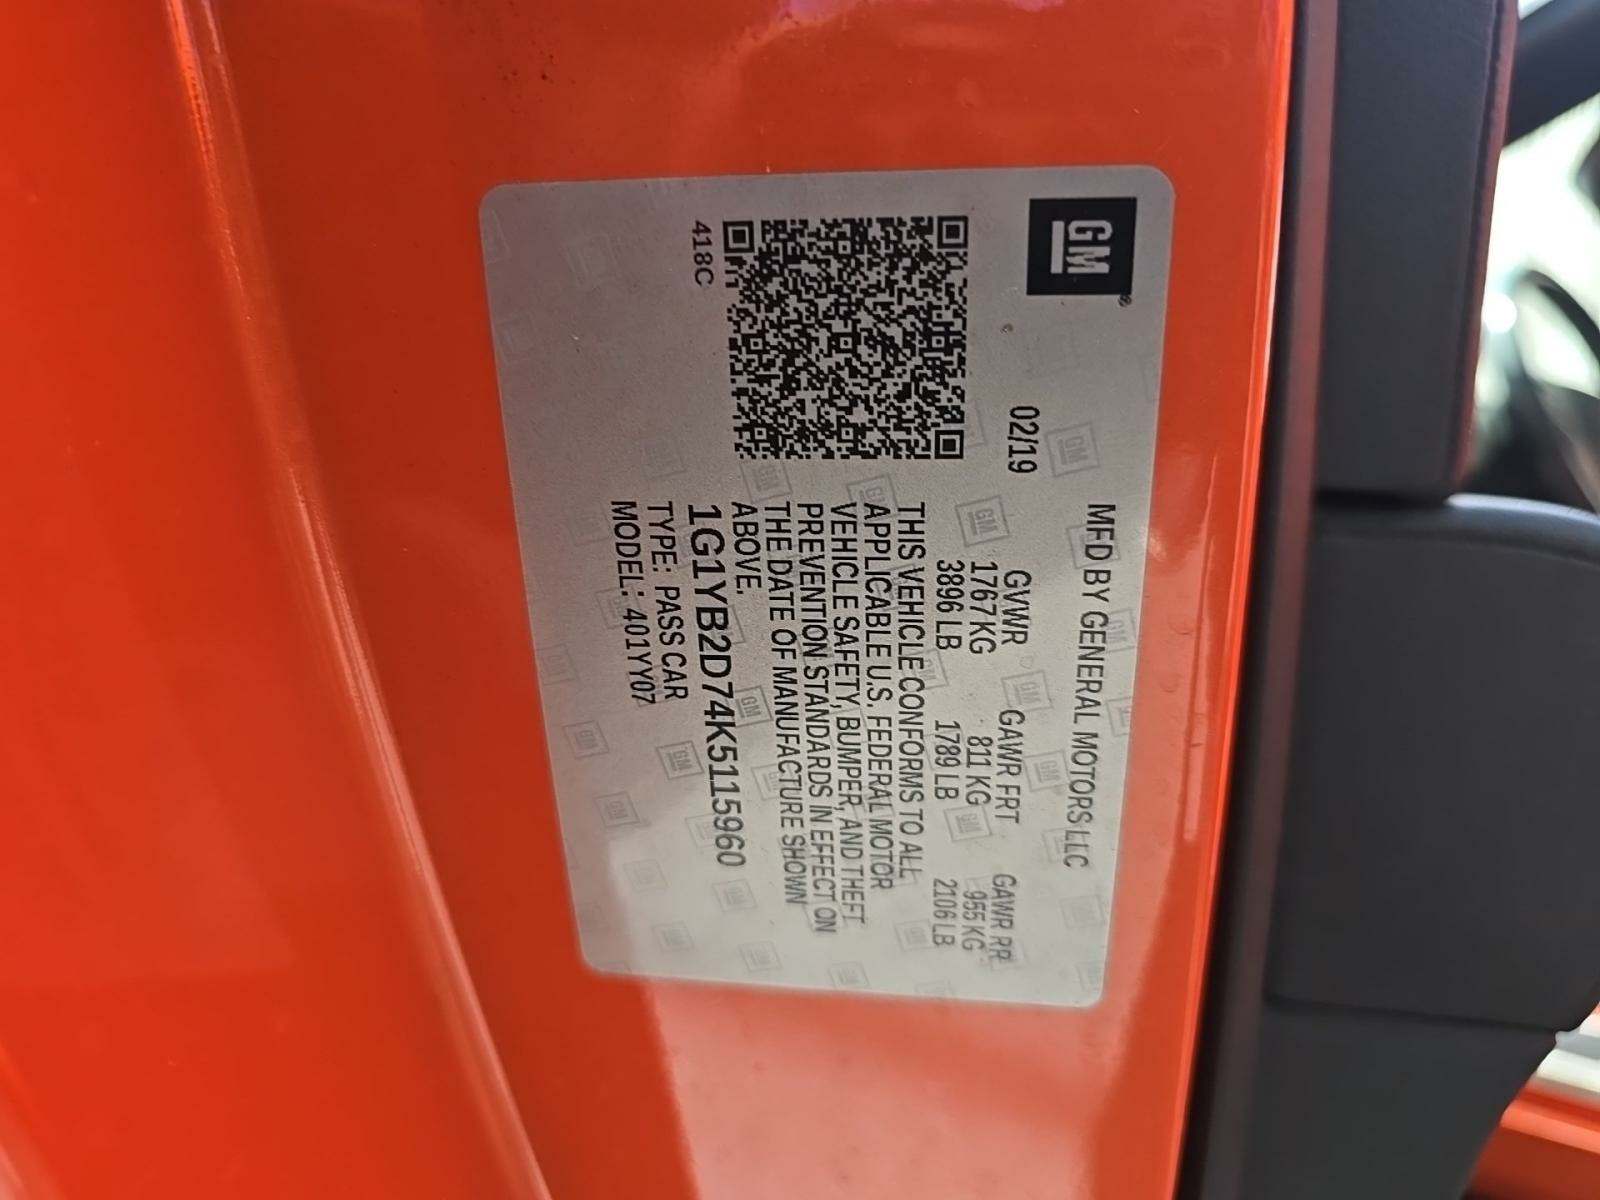 GM
MFD BY GENERAL MOTORS LLC
02/19
GVWR GAWR FRT GAWR RR
1767 KG 811 KG 955 KG
3896 LB 1789 LB 2106 LB
THIS VEHICLE CONFORMS TO ALL
APPLICABLE U.S. FEDERAL MOTOR
VEHICLE SAFETY, BUMPER, AND THEFT
PREVENTION STANDARDS IN EFFECT ON
THE DATE OF MANUFACTURE SHOWN
ABOVE.
1G1YB2D74K5115960
TYPE: PASS CAR
MODEL: 401YY07
418C